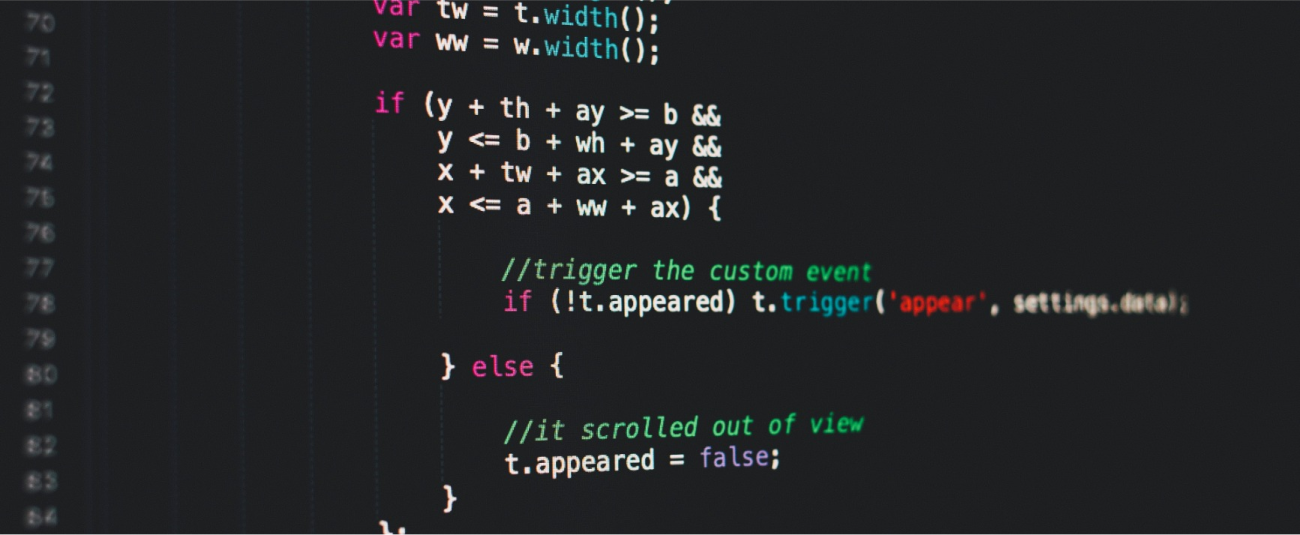 70
var tw = t.width();
71
var ww = w.width();
72
if (y + th + ay >= b &&
73
y <= b + wh + ay &&
74
x + tw + ax >= a &&
75
x <= a + ww + ax) {
76
77
//trigger the custom event
78
if (!t.appeared) t.trigger('appear', settings.data);
79
80
} else {
81
82
//it scrolled out of view
t.appeared = false;
83
}
84
};